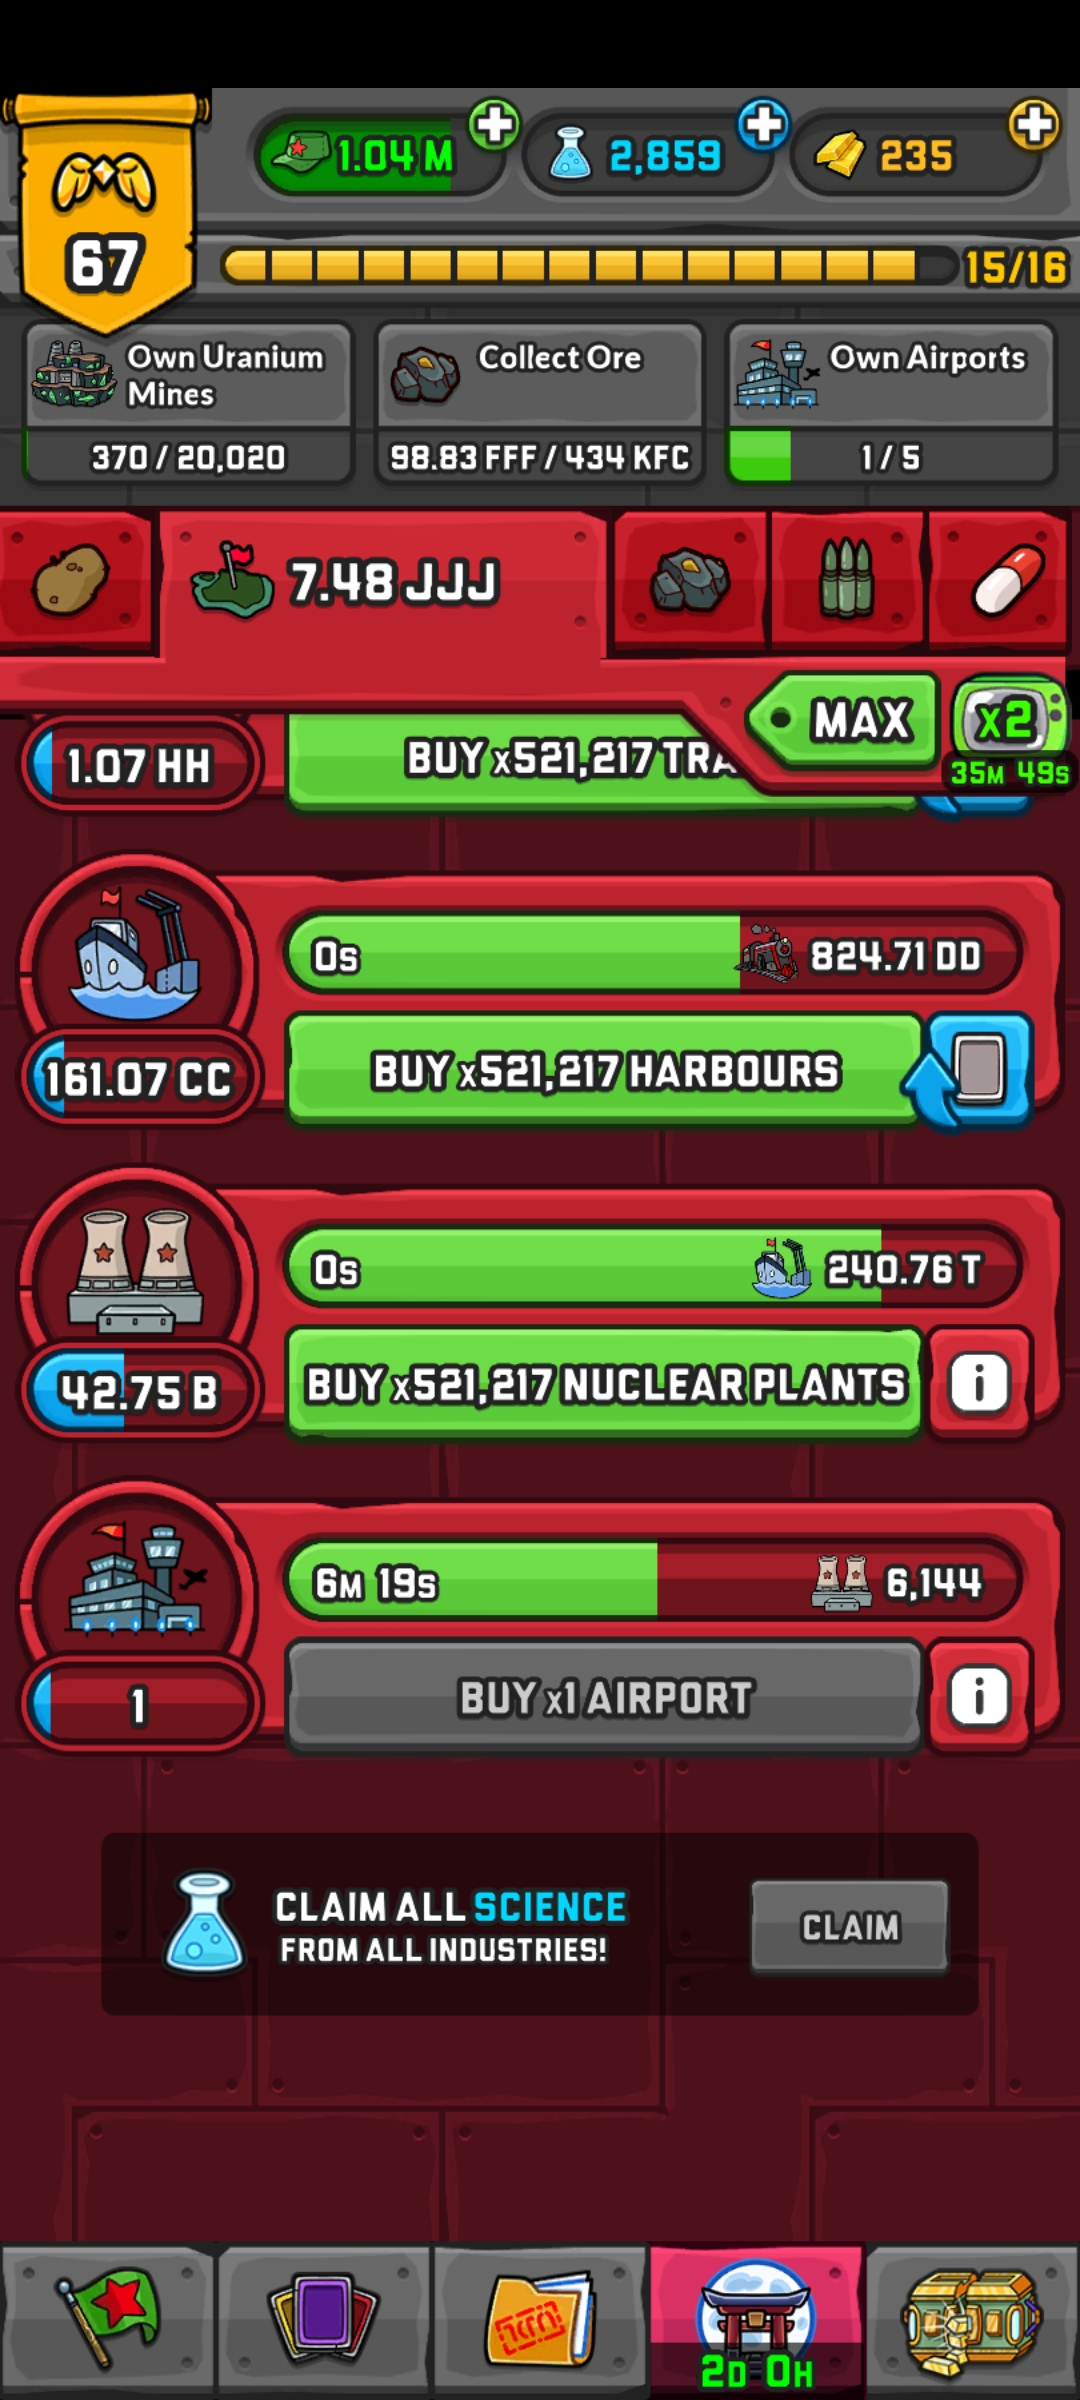 67
1.04 M
2,859
235
15/16
Own Uranium
Mines
370 / 20,020
Collect Ore
98.83 FFF / 434 KFC
Own Airports
1 / 5
7.48 JJJ
MAX
x2
35M 49S
1.07 HH
BUY x521,217 TRA
0s
824.71 DD
161.07 CC
BUY x521,217 HARBOURS
0s
240.76 T
42.75 B
BUY x521,217 NUCLEAR PLANTS
i
6M 19s
6,144
1
BUY x1 AIRPORT
i
CLAIM ALL SCIENCE
FROM ALL INDUSTRIES!
CLAIM
2D 0H